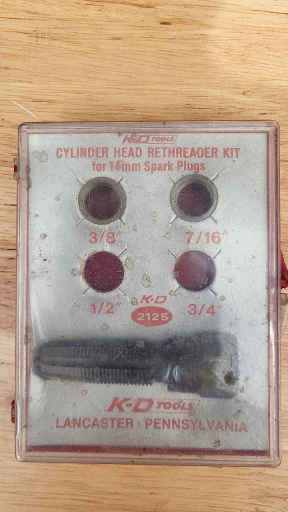 K-D TOOLS
CYLINDER HEAD RETHREADER KIT
for 14mm Spark Plugs
3/8" 7/16"
1/2" 3/4"
K-D
2125
K-D TOOLS
LANCASTER · PENNSYLVANIA